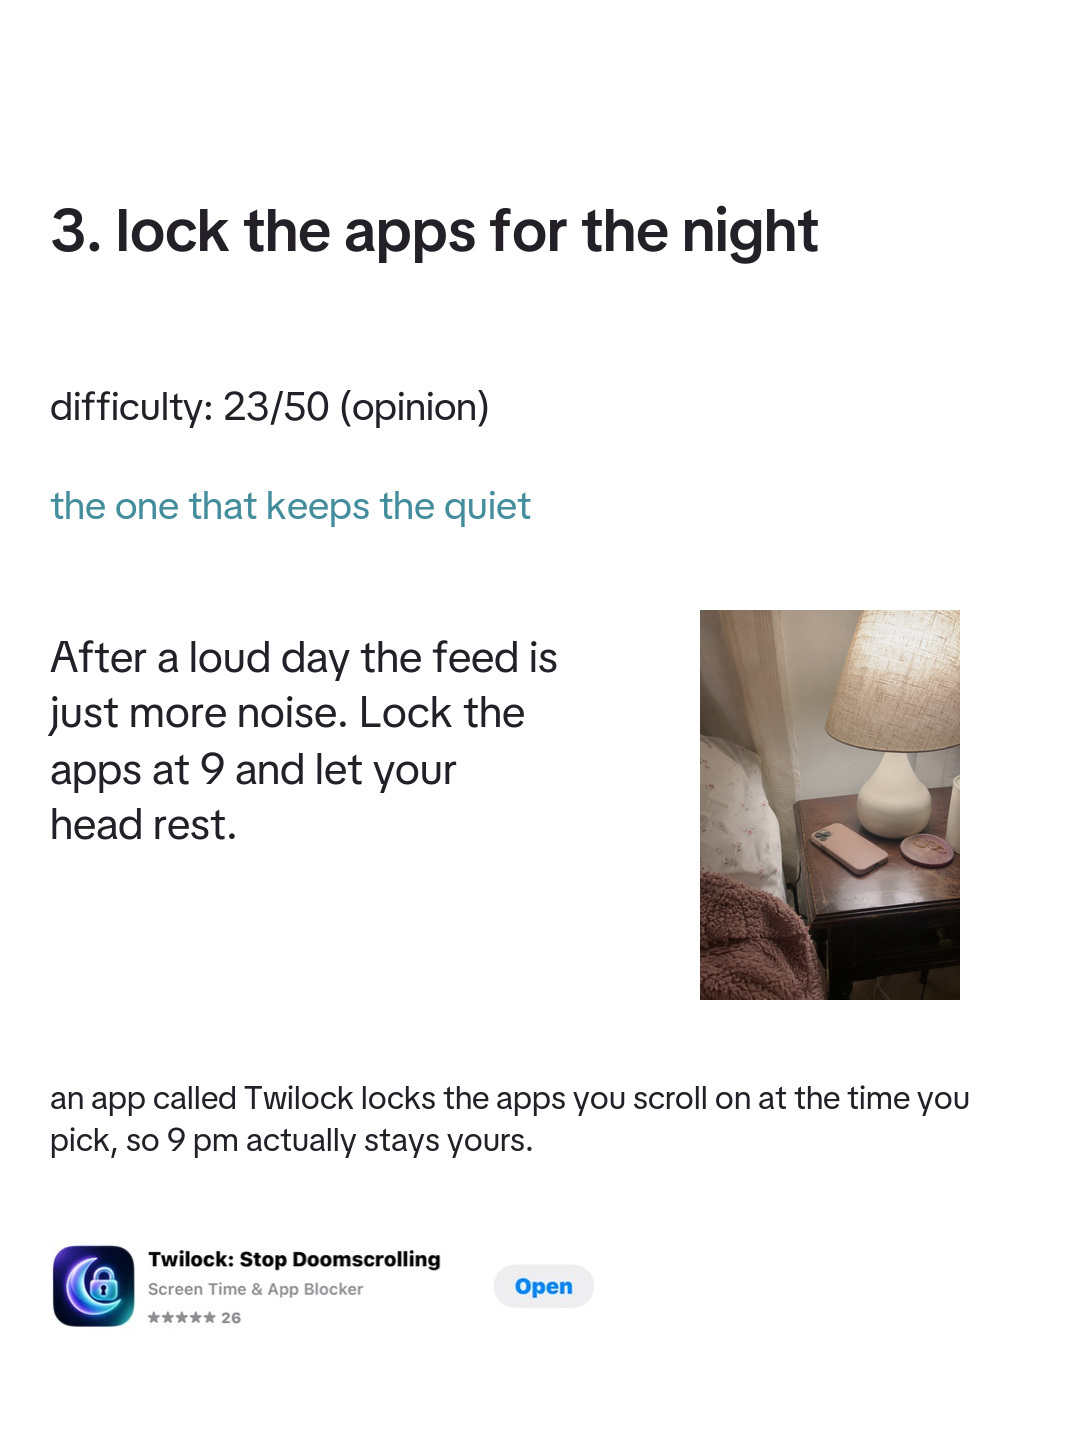 3. lock the apps for the night
difficulty: 23/50 (opinion)
the one that keeps the quiet
After a loud day the feed is
just more noise. Lock the
apps at 9 and let your
head rest.
an app called Twilock locks the apps you scroll on at the time you
pick, so 9 pm actually stays yours.
Twilock: Stop Doomscrolling
Screen Time & App Blocker
★★★★★ 26
Open